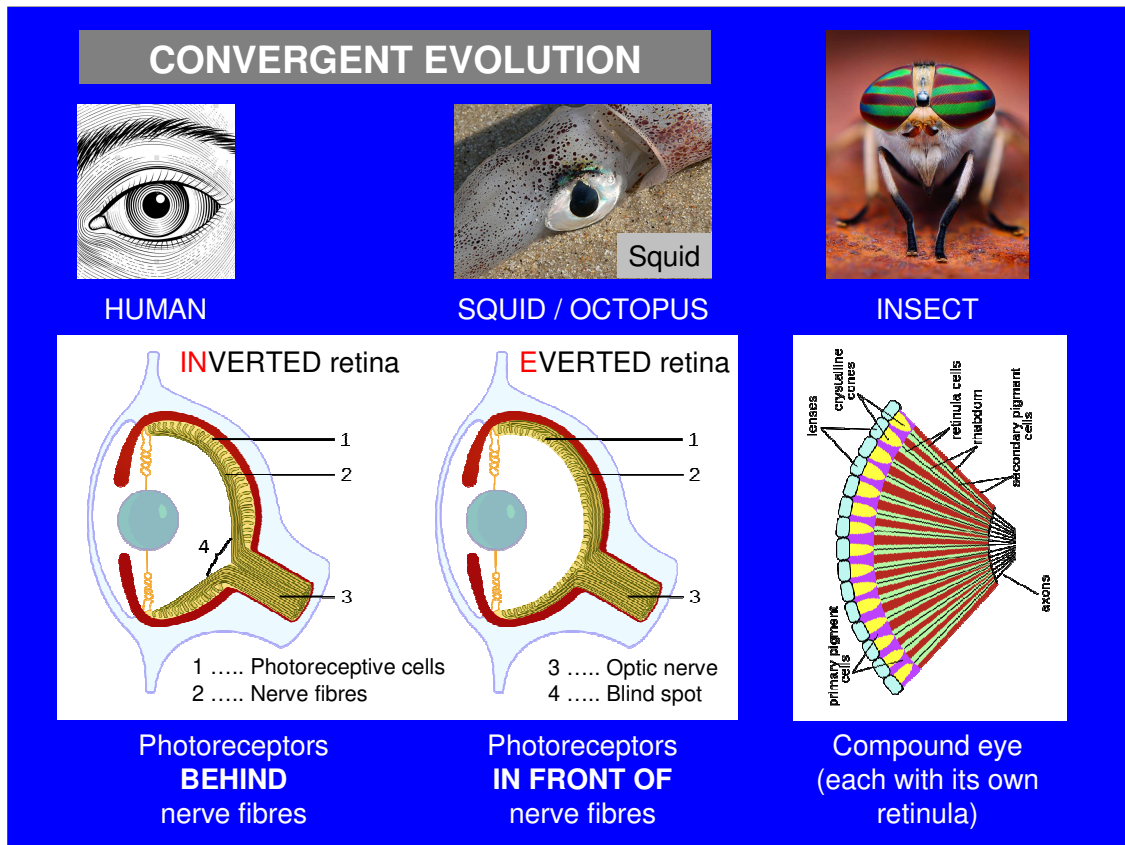 CONVERGENT EVOLUTION
Squid
HUMAN
SQUID / OCTOPUS
INSECT
INVERTED retina
1
2
4
3
1 ..... Photoreceptive cells
2 ..... Nerve fibres
EVERTED retina
1
2
3
3 ..... Optic nerve
4 ..... Blind spot
lenses
crystalline
cones
retinula cells
rhabdom
secondary pigment
cells
axons
primary pigment
cells
Photoreceptors
BEHIND
nerve fibres
Photoreceptors
IN FRONT OF
nerve fibres
Compound eye
(each with its own
retinula)